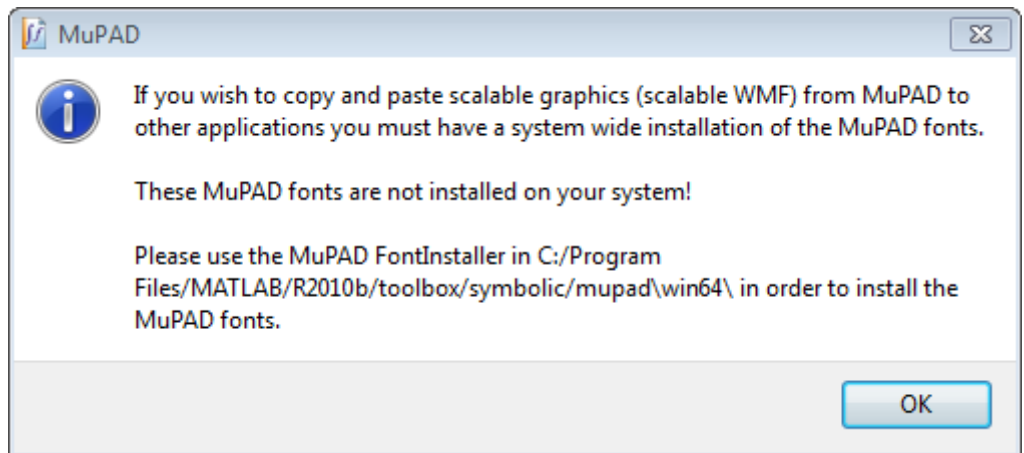 MuPAD
If you wish to copy and paste scalable graphics (scalable WMF) from MuPAD to
other applications you must have a system wide installation of the MuPAD fonts.
These MuPAD fonts are not installed on your system!
Please use the MuPAD FontInstaller in C:/Program
Files/MATLAB/R2010b/toolbox/symbolic/mupad\win64\ in order to install the
MuPAD fonts.
OK